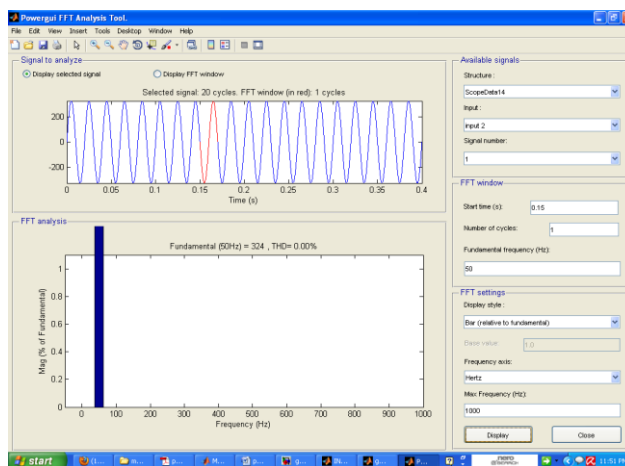 Powergui FFT Analysis Tool.
File Edit View Insert Tools Desktop Window Help
Signal to analyze
Display selected signal
Display FFT window
Selected signal: 20 cycles. FFT window (in red): 1 cycles
200
0
-200
0 0.05 0.1 0.15 0.2 0.25 0.3 0.35 0.4
Time (s)
FFT analysis
Fundamental (50Hz) = 324 , THD= 0.00%
Mag (% of Fundamental)
1
0.8
0.6
0.4
0.2
0
0 100 200 300 400 500 600 700 800 900 1000
Frequency (Hz)
Available signals
Structure :
ScopeData14
Input :
input 2
Signal number:
1
FFT window
Start time (s):
0.15
Number of cycles:
1
Fundamental frequency (Hz):
50
FFT settings
Display style :
Bar (relative to fundamental)
Base value:
1.0
Frequency axis:
Hertz
Max Frequency (Hz):
1000
Display
Close
start
(1...
m...
p...
M...
p...
g...
IN...
g...
P...
nero
11:51 PM